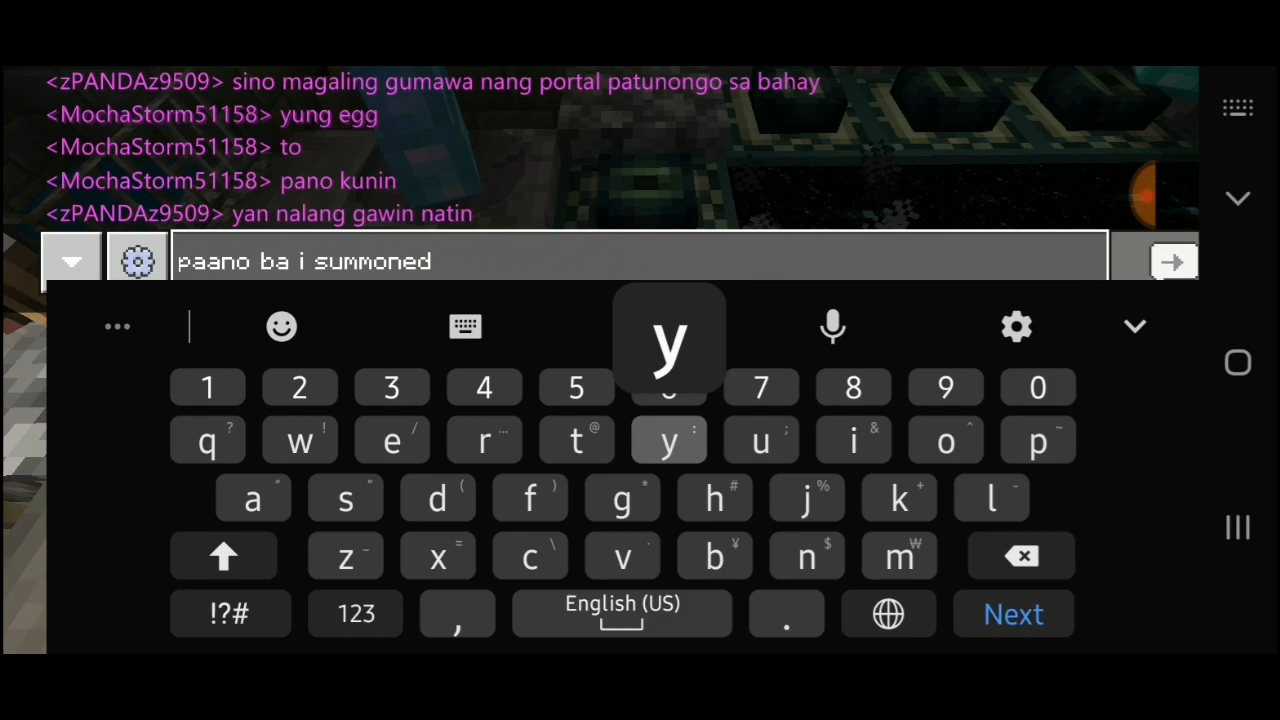 <zPANDAz9509> sino magaling gumawa nang portal patunongo sa bahay
<MochaStorm51158> yung egg
<MochaStorm51158> to
<MochaStorm51158> pano kunin
<zPANDAz9509> yan nalang gawin natin
paano ba i summoned
y
1 2 3 4 5 7 8 9 0
q ? w ! e / r ... t @ y : u ; i & o ^ p ~
a " s " d ( f ) g * h # j % k + l -
z - x = c \ v · b ¥ n $ m ₩
!?# 123 , English (US) . Next